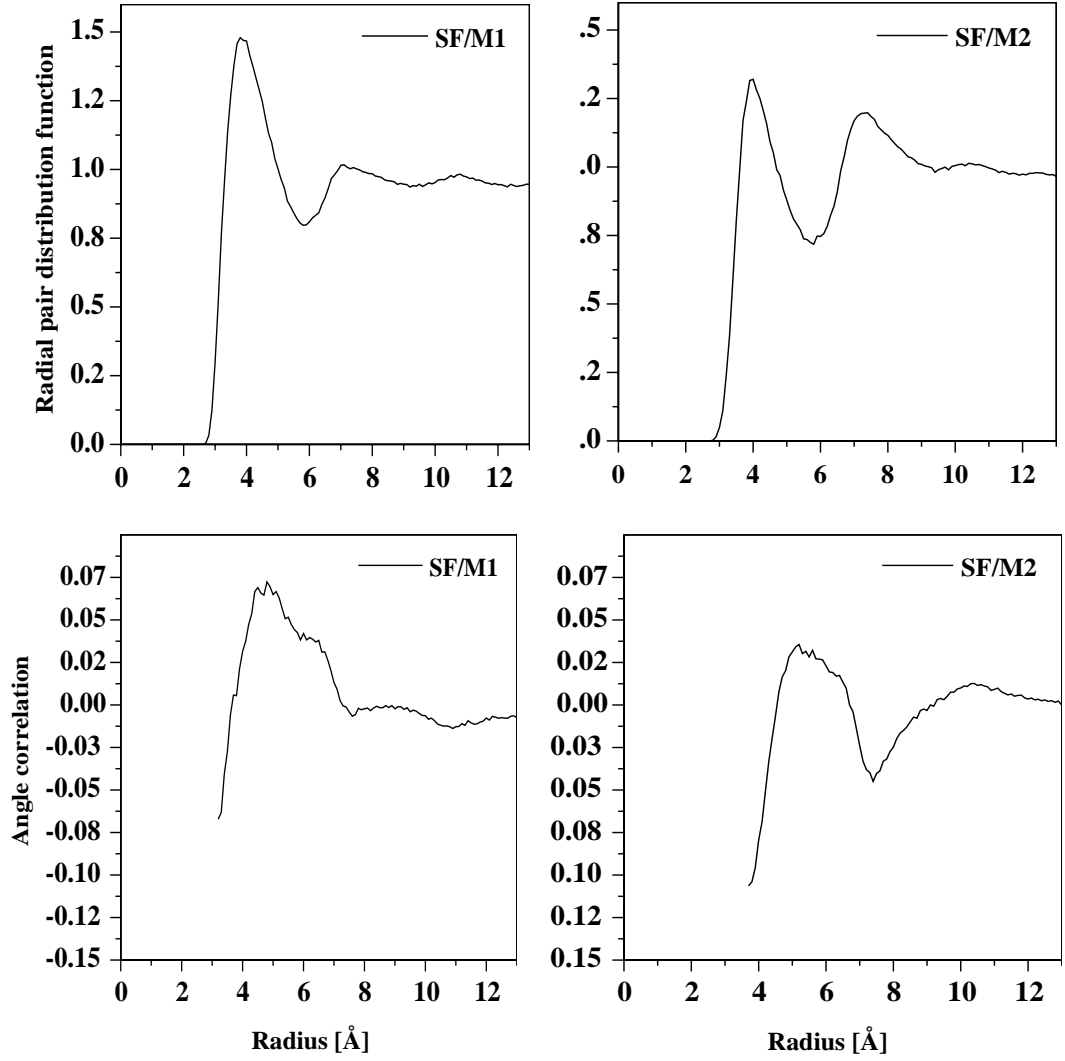 Radial pair distribution function
SF/M1
1.5
1.2
1.0
0.8
0.5
0.2
0.0
0 2 4 6 8 10 12
SF/M2
.5
.2
.0
.8
.5
.2
.0
0 2 4 6 8 10 12
Angle correlation
SF/M1
0.07
0.05
0.02
0.00
-0.03
-0.05
-0.08
-0.10
-0.12
-0.15
0 2 4 6 8 10 12
Radius [Å]
SF/M2
0.07
0.05
0.02
0.00
0.03
0.05
0.08
0.10
0.12
0.15
0 2 4 6 8 10 12
Radius [Å]